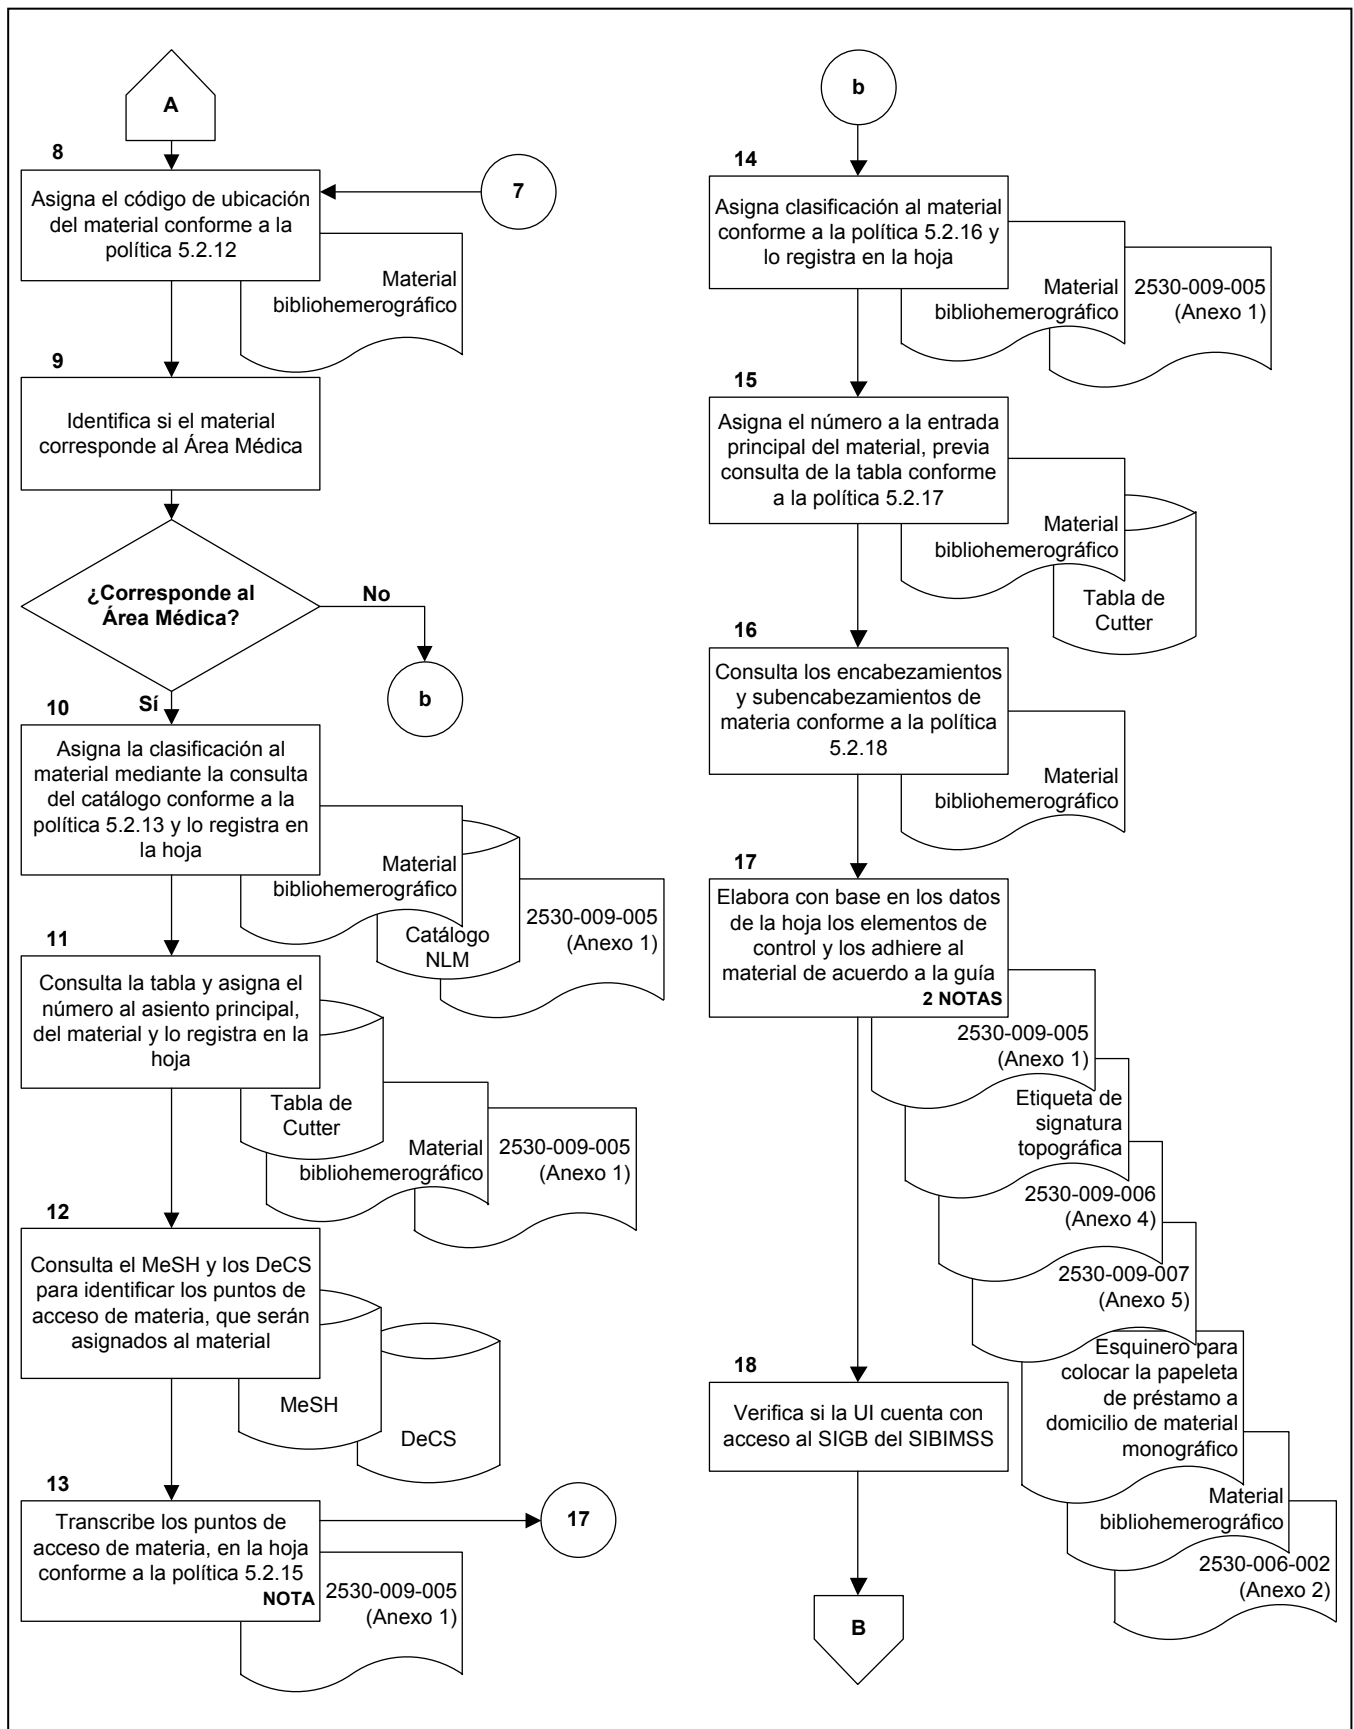 A
8
Asigna el código de ubicación
del material conforme a la
política 5.2.12
7
Material
bibliohemerográfico
9
Identifica si el material
corresponde al Área Médica
¿Corresponde al
Área Médica?
No
b
Sí
10
Asigna la clasificación al
material mediante la consulta
del catálogo conforme a la
política 5.2.13 y lo registra en
la hoja
Material
bibliohemerográfico
Catálogo
NLM
2530-009-005
(Anexo 1)
11
Consulta la tabla y asigna el
número al asiento principal,
del material y lo registra en la
hoja
Tabla de
Cutter
Material
bibliohemerográfico
2530-009-005
(Anexo 1)
12
Consulta el MeSH y los DeCS
para identificar los puntos de
acceso de materia, que serán
asignados al material
MeSH
DeCS
13
Transcribe los puntos de
acceso de materia, en la hoja
conforme a la política 5.2.15
NOTA
17
2530-009-005
(Anexo 1)
b
14
Asigna clasificación al material
conforme a la política 5.2.16 y
lo registra en la hoja
Material
bibliohemerográfico
2530-009-005
(Anexo 1)
15
Asigna el número a la entrada
principal del material, previa
consulta de la tabla conforme
a la política 5.2.17
Material
bibliohemerográfico
Tabla de
Cutter
16
Consulta los encabezamientos
y subencabezamientos de
materia conforme a la política
5.2.18
Material
bibliohemerográfico
17
Elabora con base en los datos
de la hoja los elementos de
control y los adhiere al
material de acuerdo a la guía
2 NOTAS
2530-009-005
(Anexo 1)
Etiqueta de
signatura
topográfica
2530-009-006
(Anexo 4)
2530-009-007
(Anexo 5)
Esquinero para
colocar la papeleta
de préstamo a
domicilio de material
monográfico
Material
bibliohemerográfico
2530-006-002
(Anexo 2)
18
Verifica si la UI cuenta con
acceso al SIGB del SIBIMSS
B